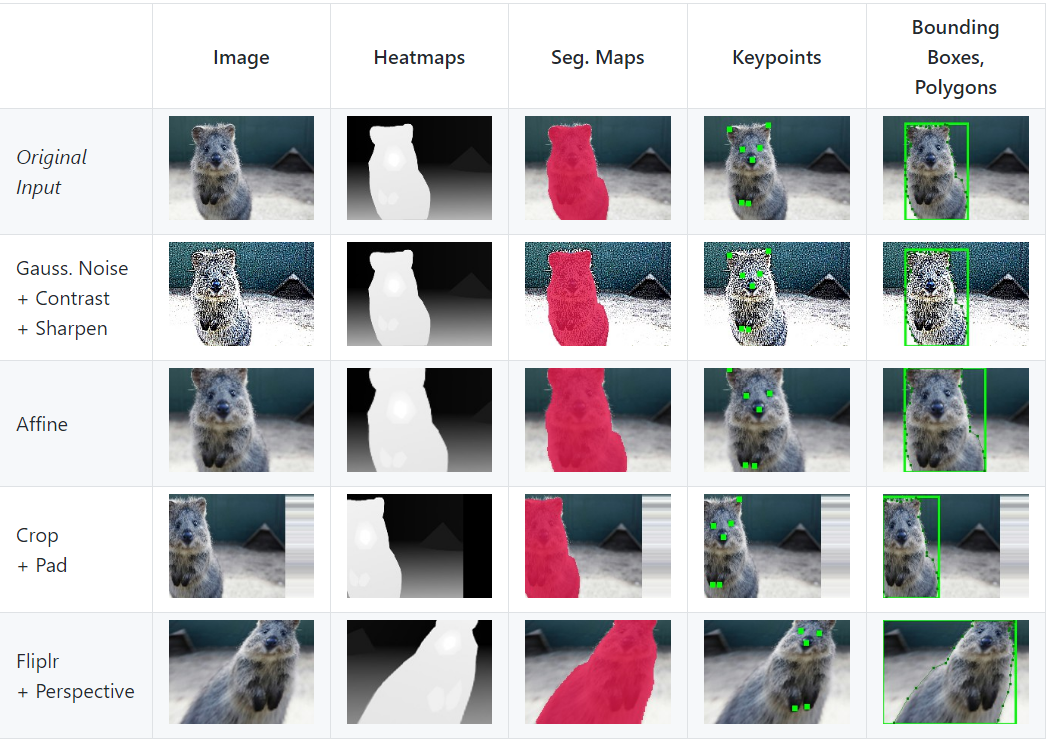 Image
Heatmaps
Seg. Maps
Keypoints
Bounding
Boxes,
Polygons
Original
Input
Gauss. Noise
+ Contrast
+ Sharpen
Affine
Crop
+ Pad
Fliplr
+ Perspective